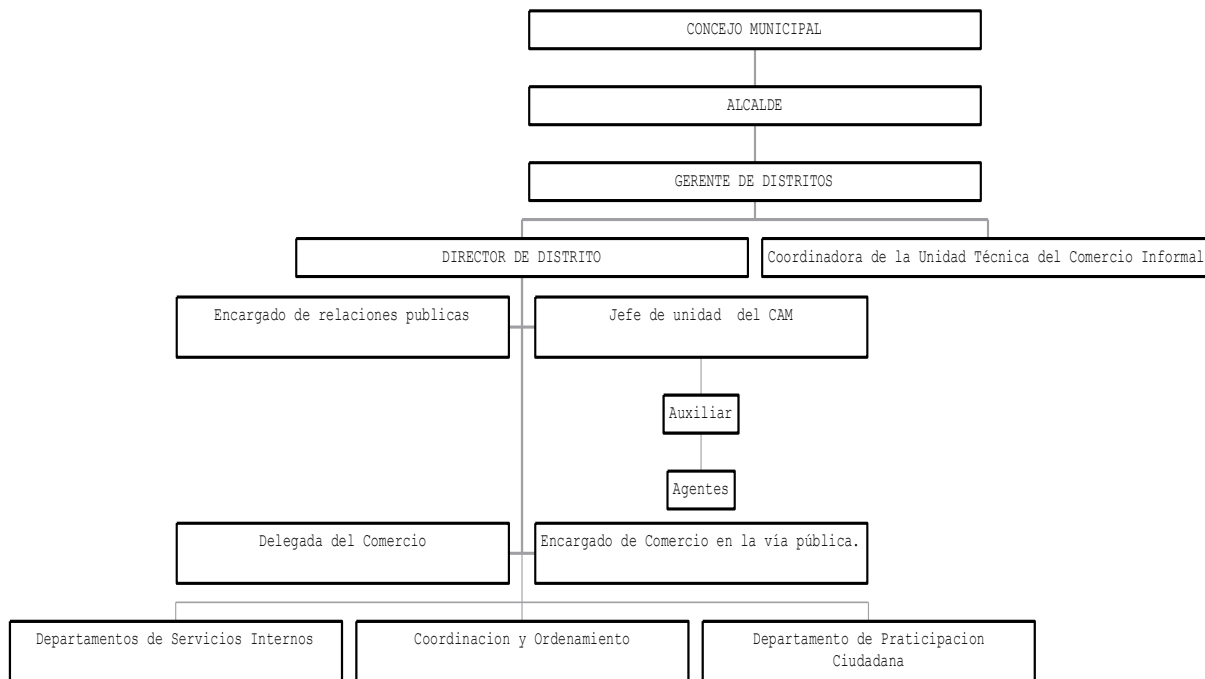 CONCEJO MUNICIPAL
ALCALDE
GERENTE DE DISTRITOS
DIRECTOR DE DISTRITO
Coordinadora de la Unidad Técnica del Comercio Informal
Encargado de relaciones publicas
Jefe de unidad del CAM
Auxiliar
Agentes
Delegada del Comercio
Encargado de Comercio en la vía pública.
Departamentos de Servicios Internos
Coordinacion y Ordenamiento
Departamento de Praticipacion
Ciudadana